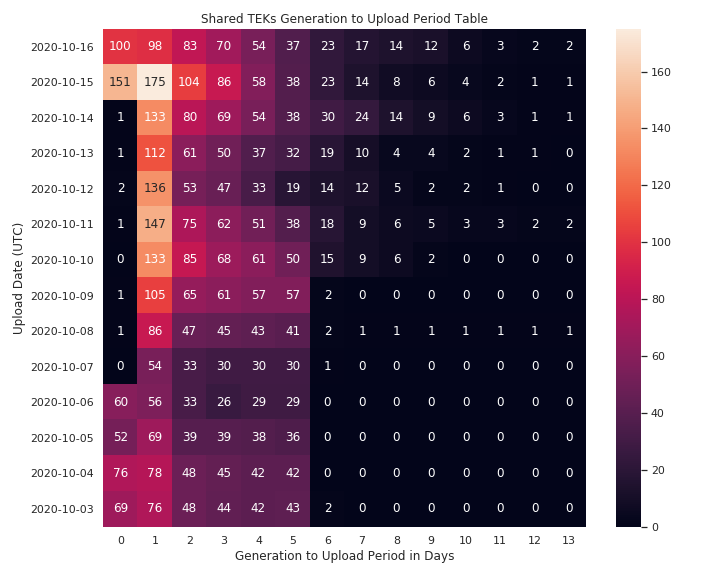 Shared TEKs Generation to Upload Period Table
Upload Date (UTC)
2020-10-16 100 98 83 70 54 37 23 17 14 12 6 3 2 2
2020-10-15 151 175 104 86 58 38 23 14 8 6 4 2 1 1
2020-10-14 1 133 80 69 54 38 30 24 14 9 6 3 1 1
2020-10-13 1 112 61 50 37 32 19 10 4 4 2 1 1 0
2020-10-12 2 136 53 47 33 19 14 12 5 2 2 1 0 0
2020-10-11 1 147 75 62 51 38 18 9 6 5 3 3 2 2
2020-10-10 0 133 85 68 61 50 15 9 6 2 0 0 0 0
2020-10-09 1 105 65 61 57 57 2 0 0 0 0 0 0 0
2020-10-08 1 86 47 45 43 41 2 1 1 1 1 1 1 1
2020-10-07 0 54 33 30 30 30 1 0 0 0 0 0 0 0
2020-10-06 60 56 33 26 29 29 0 0 0 0 0 0 0 0
2020-10-05 52 69 39 39 38 36 0 0 0 0 0 0 0 0
2020-10-04 76 78 48 45 42 42 0 0 0 0 0 0 0 0
2020-10-03 69 76 48 44 42 43 2 0 0 0 0 0 0 0
0 1 2 3 4 5 6 7 8 9 10 11 12 13
Generation to Upload Period in Days
160
140
120
100
80
60
40
20
0